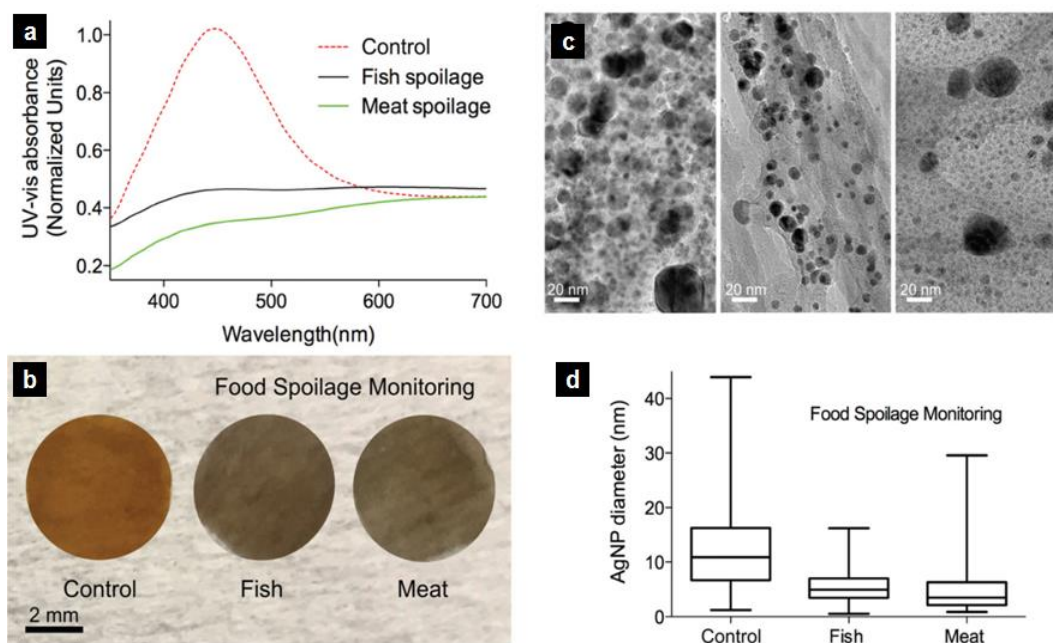 a
UV-vis absorbance
(Normalized Units)
1.0
0.8
0.6
0.4
0.2
Control
Fish spoilage
Meat spoilage
400
500
600
700
Wavelength(nm)
b
Food Spoilage Monitoring
Control
Fish
Meat
2 mm
c
20 nm
20 nm
20 nm
d
AgNP diameter (nm)
40
30
20
10
0
Food Spoilage Monitoring
Control
Fish
Meat